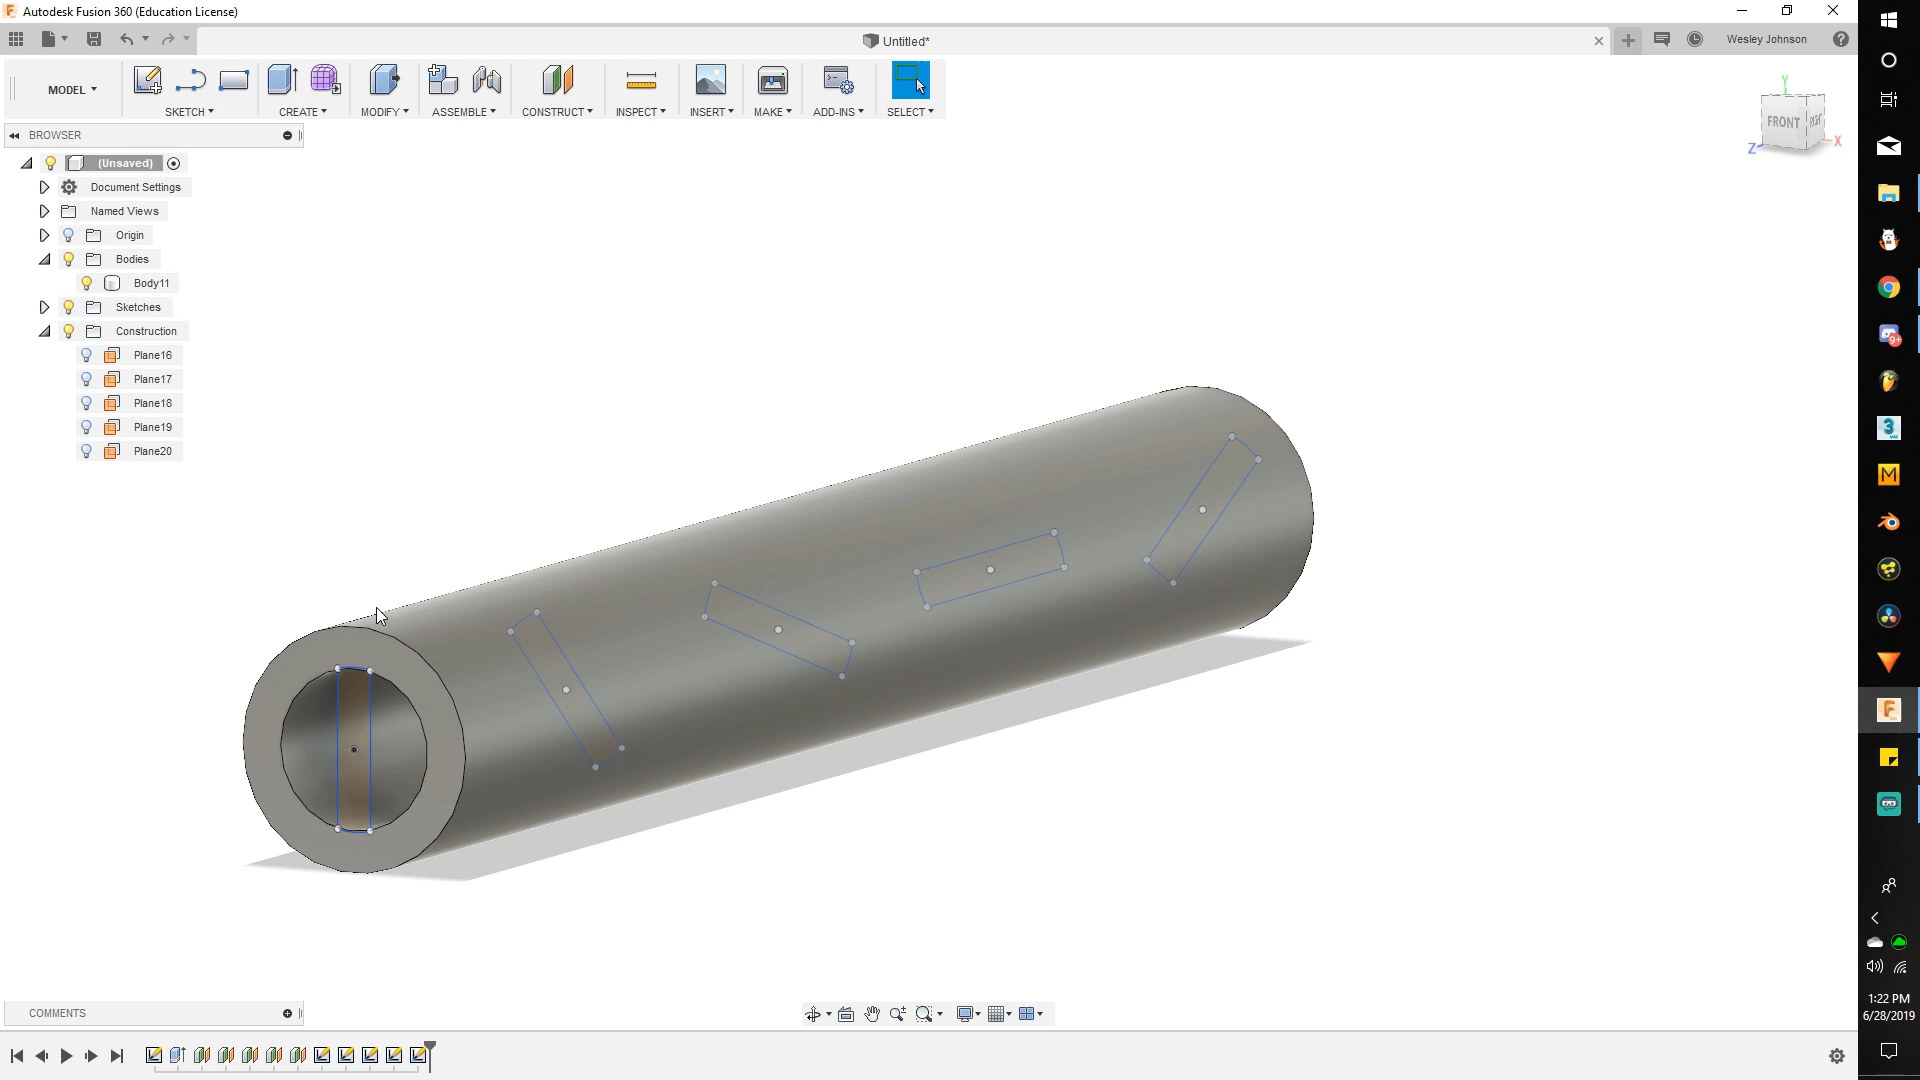 Autodesk Fusion 360 (Education License)
Untitled*
Wesley Johnson
MODEL
SKETCH
CREATE
MODIFY
ASSEMBLE
CONSTRUCT
INSPECT
INSERT
MAKE
ADD-INS
SELECT
BROWSER
(Unsaved)
Document Settings
Named Views
Origin
Bodies
Body11
Sketches
Construction
Plane16
Plane17
Plane18
Plane19
Plane20
Y
FRONT
RIGHT
Z
X
9+
COMMENTS
1:22 PM
6/28/2019